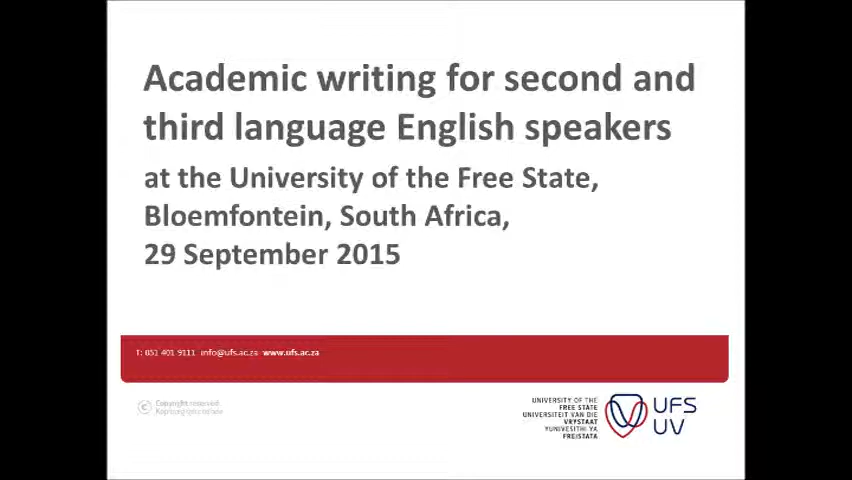 Academic writing for second and
third language English speakers
at the University of the Free State,
Bloemfontein, South Africa,
29 September 2015
T: 051 401 9111 info@ufs.ac.za www.ufs.ac.za
Copyright reserved
UNIVERSITY OF THE
FREE STATE
UNIVERSITEIT VAN DIE
VRYSTAAT
YUNIVESITHI YA
FREISTATA
UFS
UV